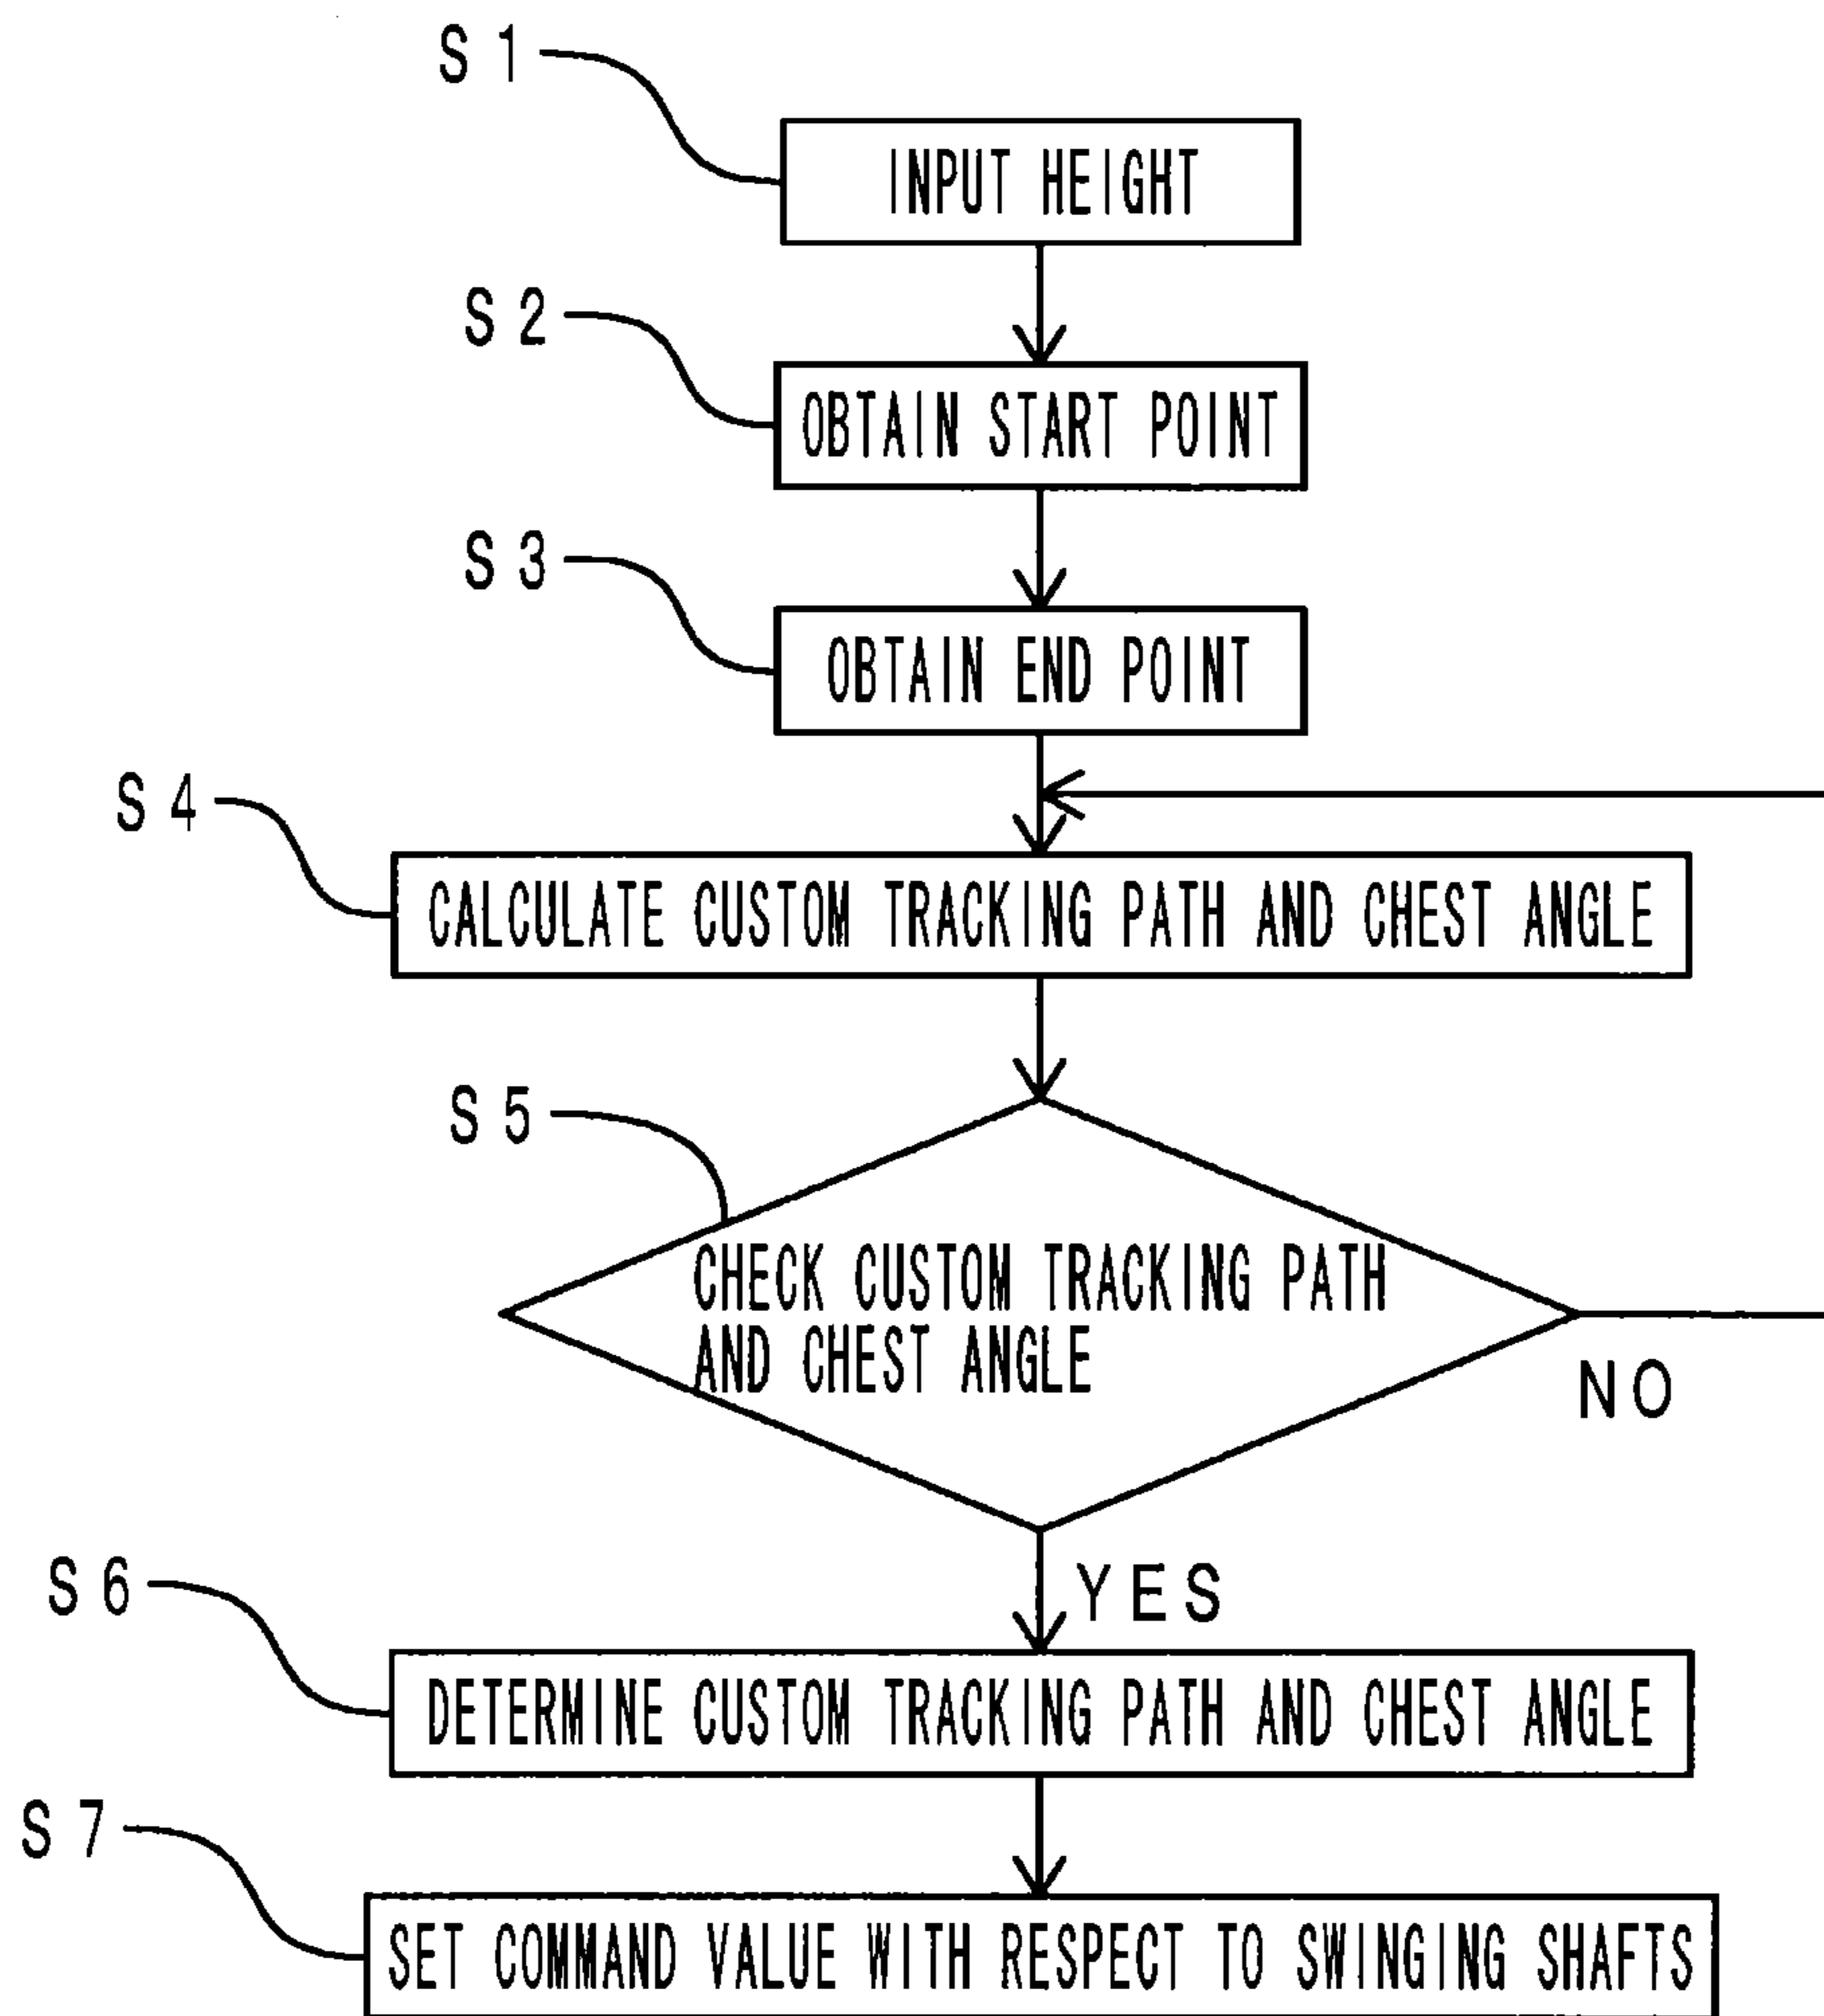 S1
INPUT HEIGHT
S2
OBTAIN START POINT
S3
OBTAIN END POINT
S4
CALCULATE CUSTOM TRACKING PATH AND CHEST ANGLE
S5
CHECK CUSTOM TRACKING PATH
AND CHEST ANGLE
NO
YES
S6
DETERMINE CUSTOM TRACKING PATH AND CHEST ANGLE
S7
SET COMMAND VALUE WITH RESPECT TO SWINGING SHAFTS